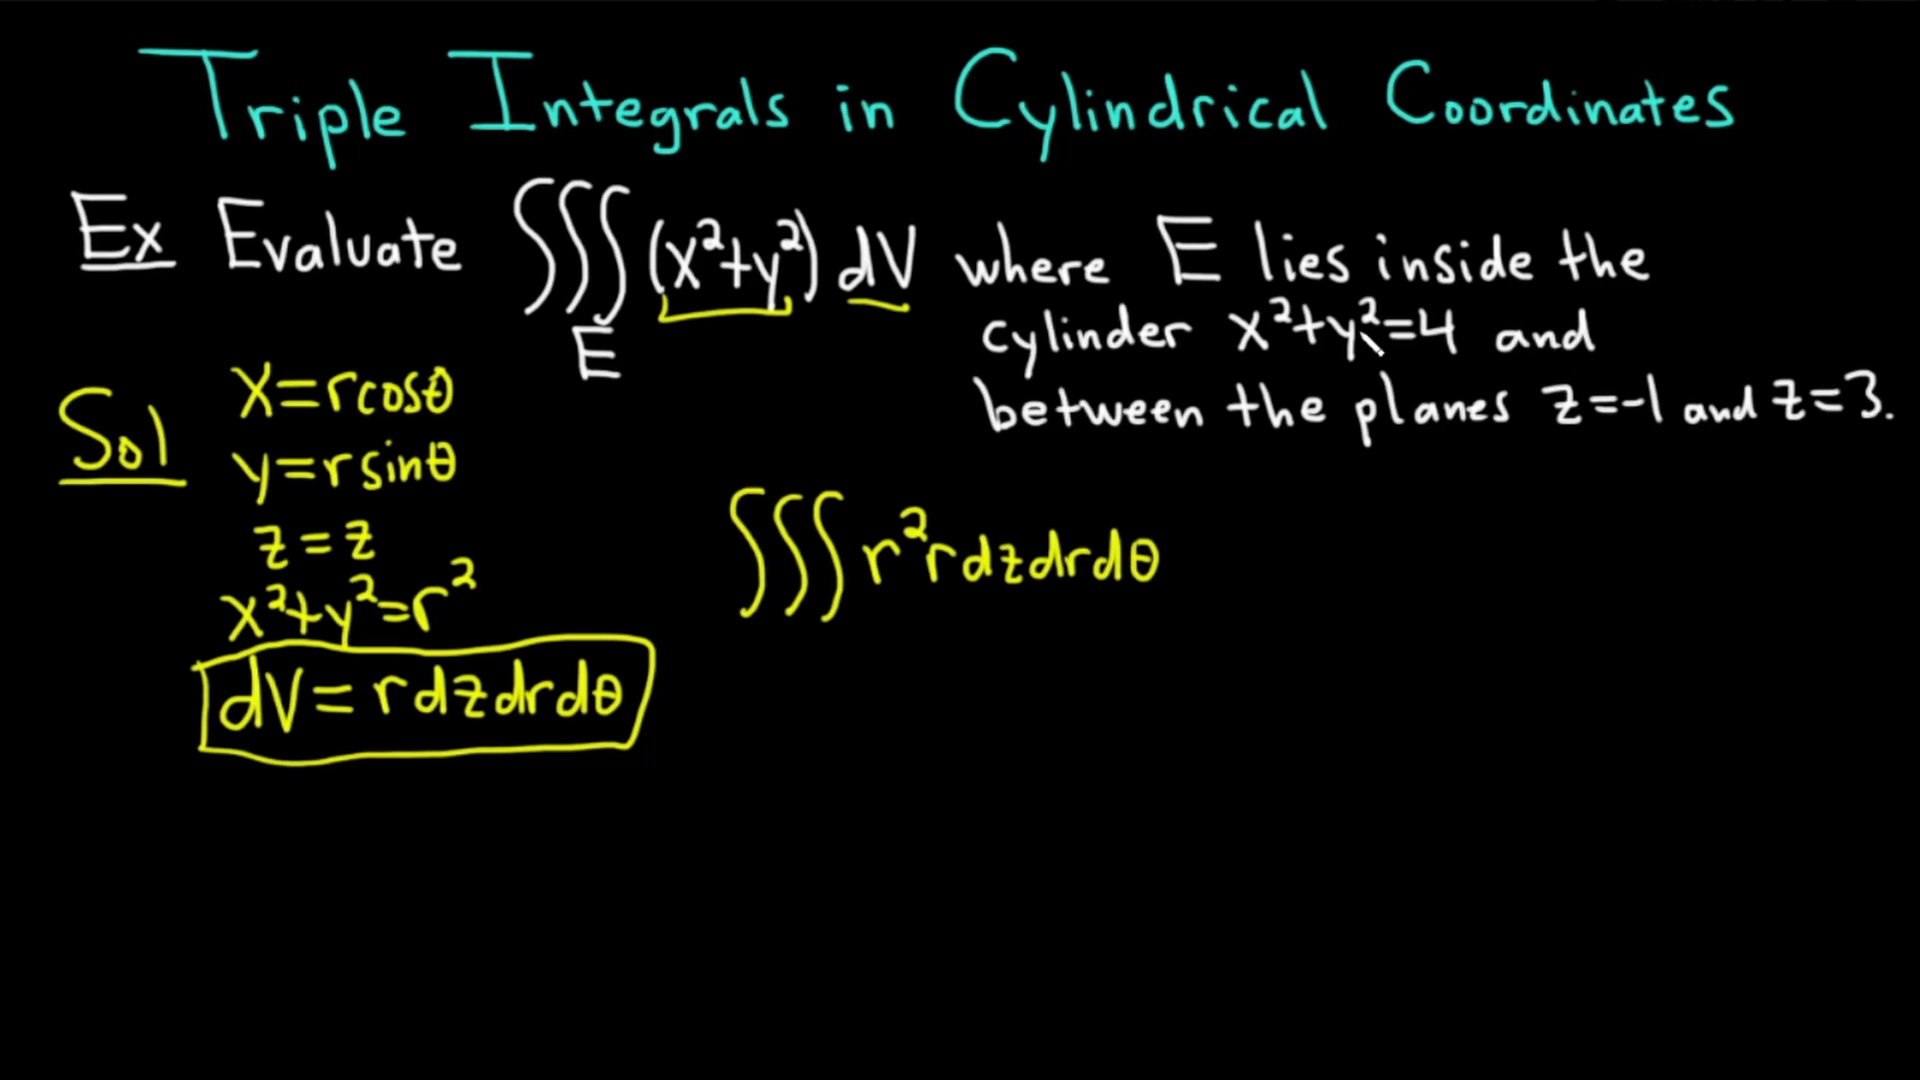 Triple Integrals in Cylindrical Coordinates
Ex Evaluate ∭ (x²+y²) dV where E lies inside the
E
cylinder x²+y²=4 and
between the planes z=-1 and z=3.
Sol
x=rcosθ
y=rsinθ
z=z
x²+y²=r²
dV=rdzdrdθ
∭r²rdzdrdθ